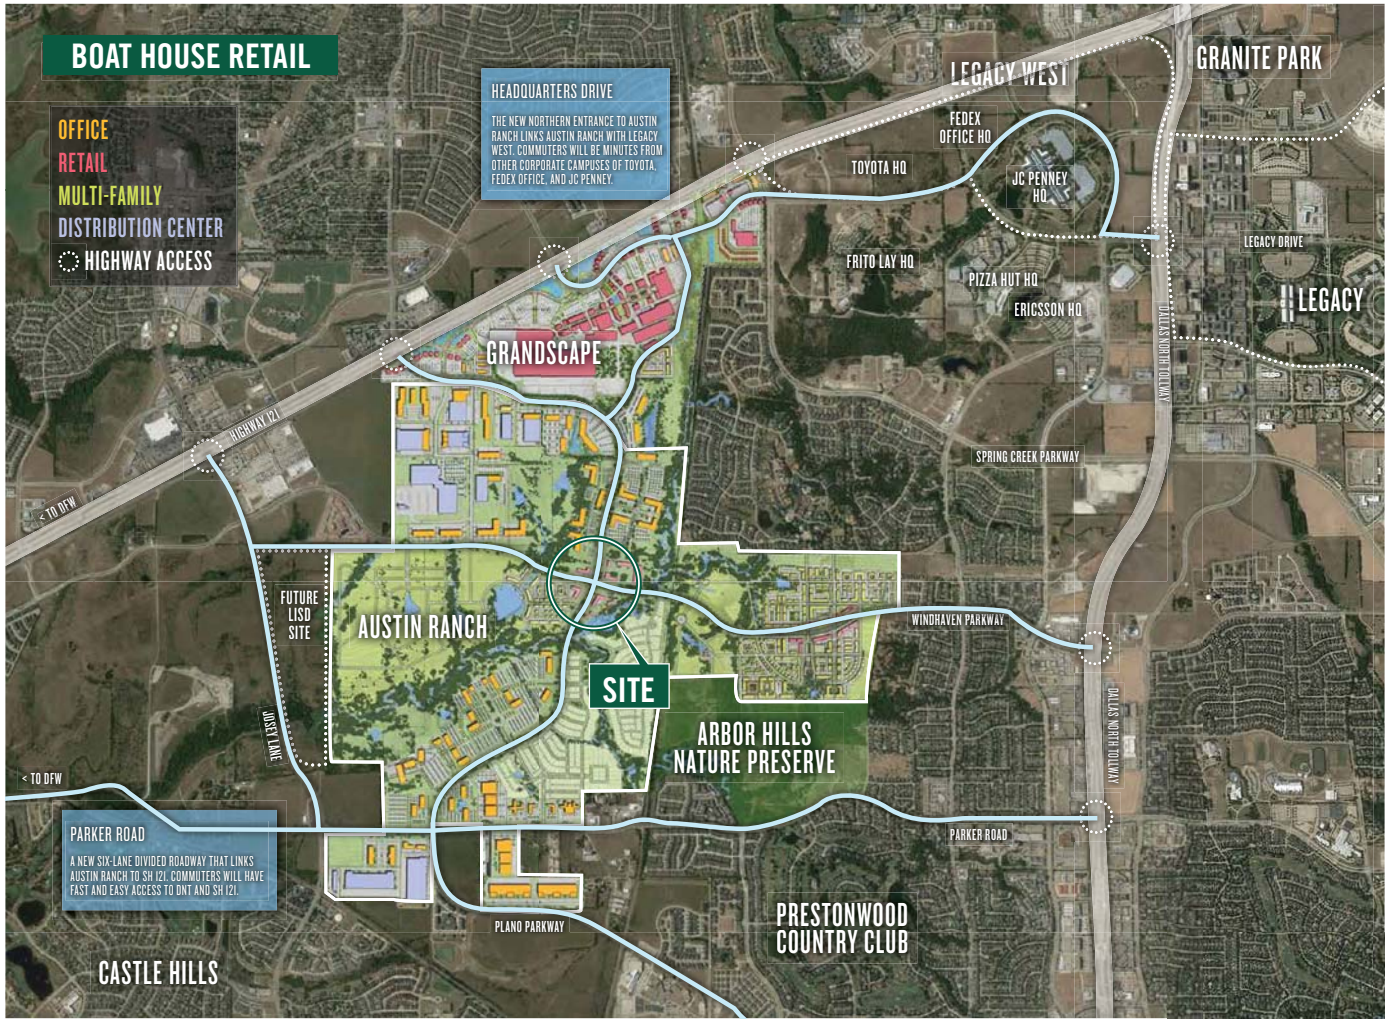 BOAT HOUSE RETAIL
OFFICE
RETAIL
MULTI-FAMILY
DISTRIBUTION CENTER
HIGHWAY ACCESS
HEADQUARTERS DRIVE
THE NEW NORTHERN ENTRANCE TO AUSTIN
RANCH LINKS AUSTIN RANCH WITH LEGACY
WEST. COMMUTERS WILL BE MINUTES FROM
OTHER CORPORATE CAMPUSES OF TOYOTA,
FEDEX OFFICE, AND JC PENNEY.
LEGACY WEST
GRANITE PARK
FEDEX
OFFICE HQ
TOYOTA HQ
JC PENNEY
HQ
LEGACY DRIVE
FRITO LAY HQ
PIZZA HUT HQ
ERICSSON HQ
LEGACY
DALLAS NORTH TOLLWAY
GRANDSCAPE
HIGHWAY 121
SPRING CREEK PARKWAY
< TO DFW
FUTURE
LISD
SITE
AUSTIN RANCH
WINDHAVEN PARKWAY
SITE
JOSEY LANE
ARBOR HILLS
NATURE PRESERVE
DALLAS NORTH TOLLWAY
< TO DFW
PARKER ROAD
A NEW SIX-LANE DIVIDED ROADWAY THAT LINKS
AUSTIN RANCH TO SH 121. COMMUTERS WILL HAVE
FAST AND EASY ACCESS TO DNT AND SH 121.
PARKER ROAD
PLANO PARKWAY
PRESTONWOOD
COUNTRY CLUB
CASTLE HILLS